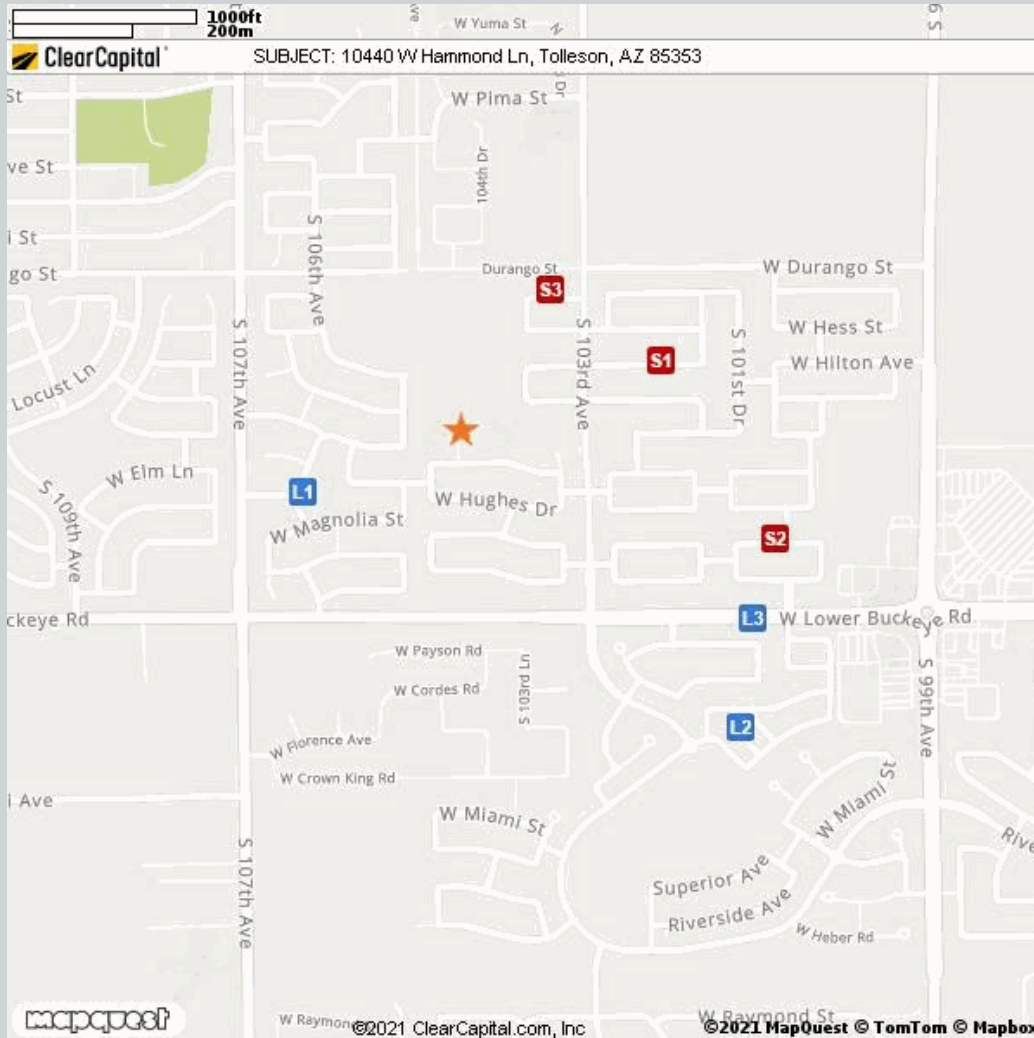 1000ft
200m
W Yuma St
N
6 S
ClearCapital
SUBJECT: 10440 W Hammond Ln, Tolleson, AZ 85353
St
W Pima St
Dr
ve St
104th Dr
i St
S 106th Ave
go St
Durango St
W Durango St
S3
S 107th Ave
S 103rd Ave
S 101st Dr
W Hess St
S1
W Hilton Ave
Locust Ln
W Elm Ln
S 109th Ave
L1
W Hughes Dr
W Magnolia St
S2
ckeye Rd
L3
W Lower Buckeye Rd
W Payson Rd
S 103rd Ln
W Cordes Rd
S 99th Ave
L2
W Florence Ave
W Crown King Rd
i Ave
W Miami St
W Miami St
S 107th Ave
Rive
Superior Ave
Riverside Ave
W Heber Rd
mapquest
W Raymon
©2021 ClearCapital.com, Inc
W Raymond St
©2021 MapQuest © TomTom © Mapbox